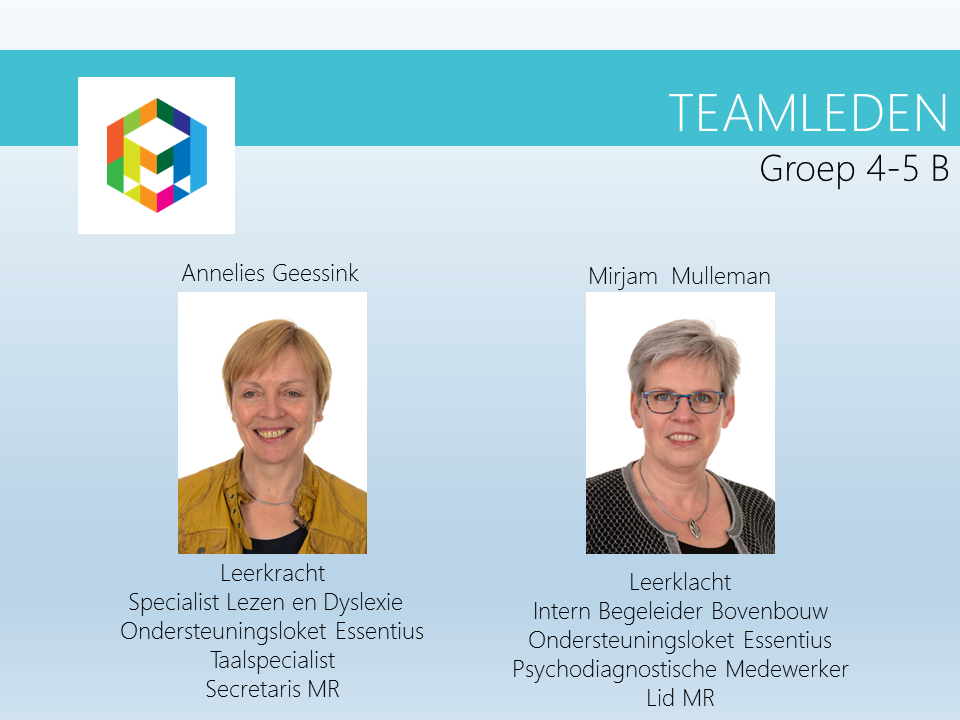 TEAMLEDEN
Groep 4-5 B
Annelies Geessink
Leerkracht
Specialist Lezen en Dyslexie
Ondersteuningsloket Essentius
Taalspecialist
Secretaris MR
Mirjam Mulleman
Leerklacht
Intern Begeleider Bovenbouw
Ondersteuningsloket Essentius
Psychodiagnostische Medewerker
Lid MR